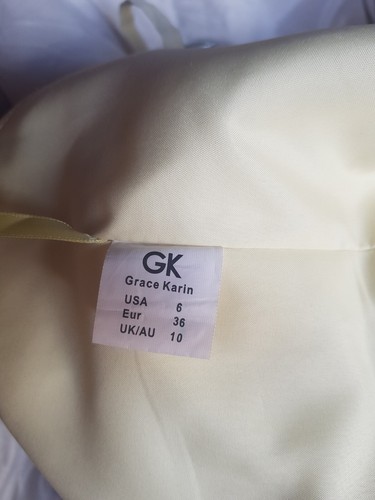 GK
Grace Karin
USA 6
Eur 36
UK/AU 10